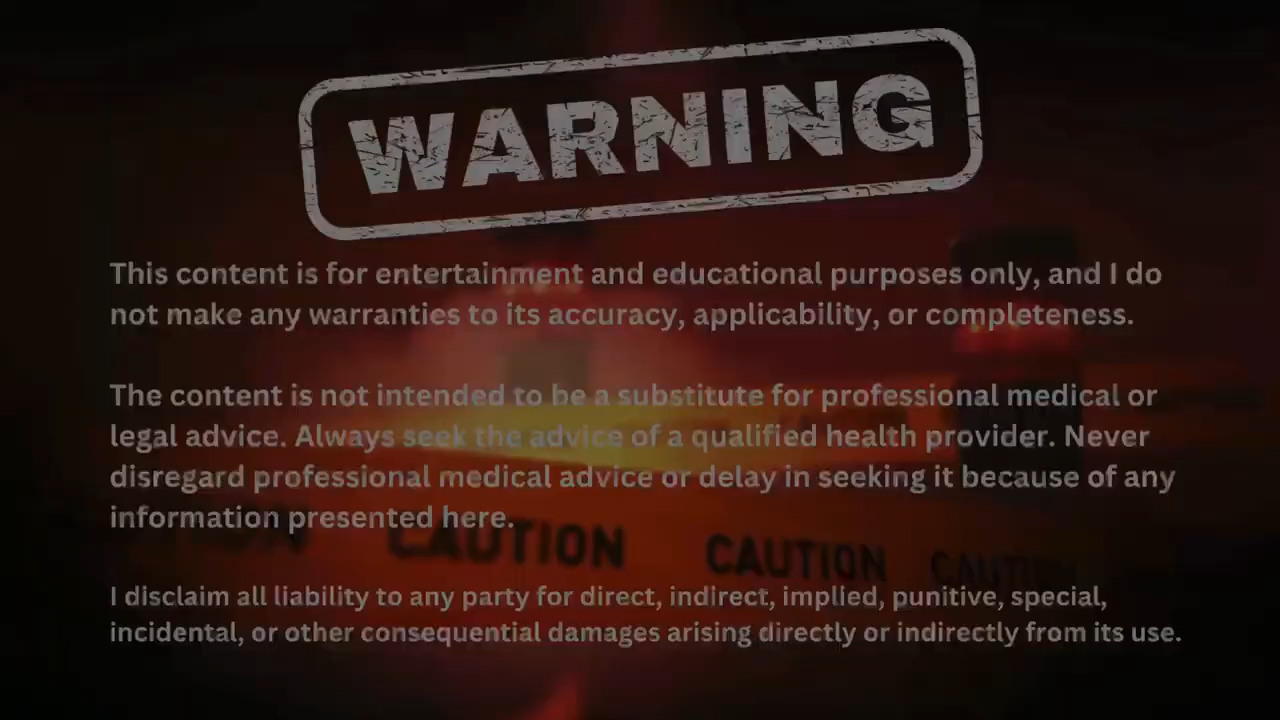 WARNING
This content is for entertainment and educational purposes only, and I do
not make any warranties to its accuracy, applicability, or completeness.
The content is not intended to be a substitute for professional medical or
legal advice. Always seek the advice of a qualified health provider. Never
disregard professional medical advice or delay in seeking it because of any
information presented here.
CAUTION CAUTION CAUTION
I disclaim all liability to any party for direct, indirect, implied, punitive, special,
incidental, or other consequential damages arising directly or indirectly from its use.